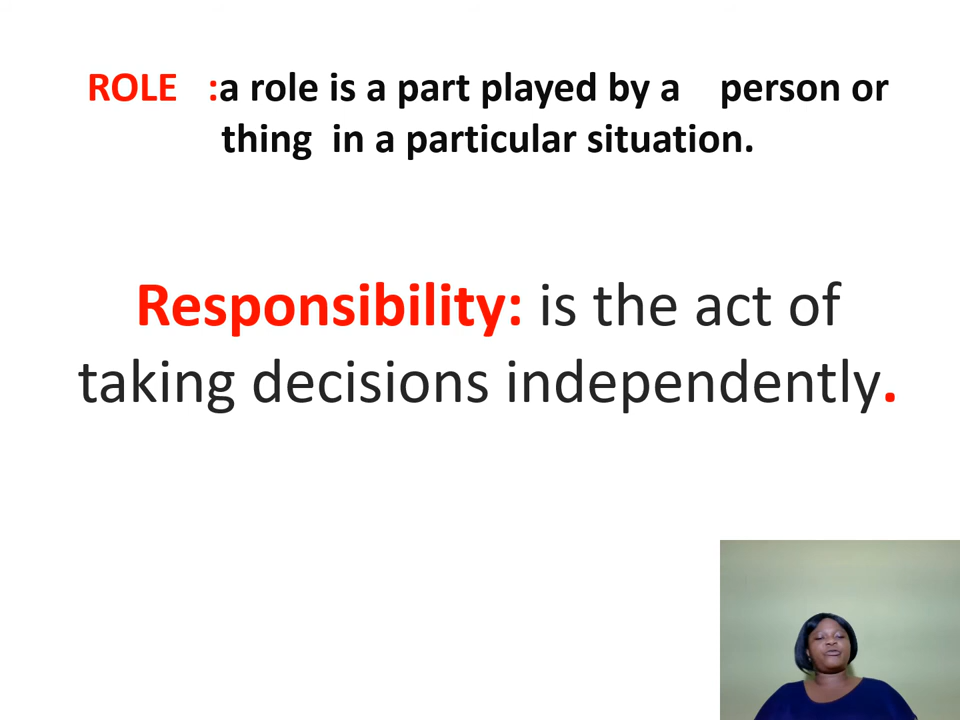 ROLE :a role is a part played by a person or
thing in a particular situation.
Responsibility: is the act of
taking decisions independently.